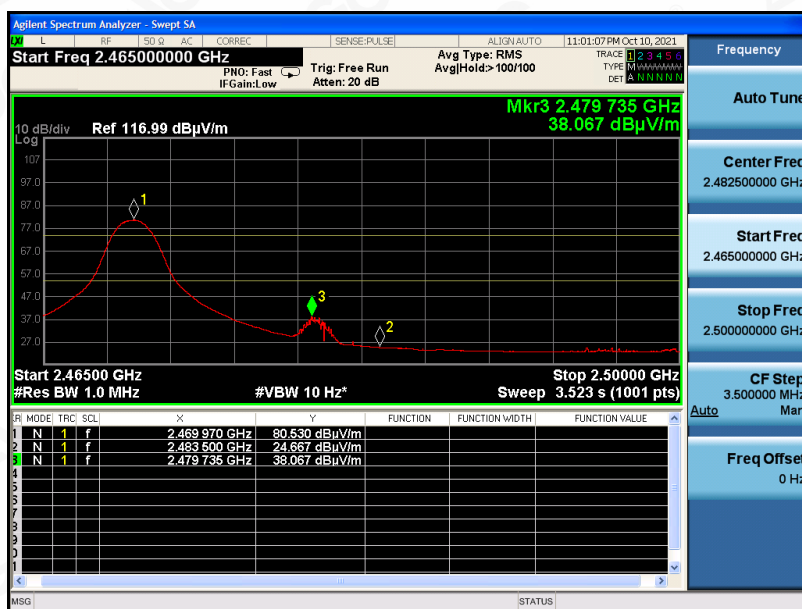 Agilent Spectrum Analyzer - Swept SA
LXI L RF 50 Ω AC CORREC SENSE:PULSE ALIGN AUTO 11:01:07 PM Oct 10, 2021
Start Freq 2.465000000 GHz
PNO: Fast
IFGain:Low
Trig: Free Run
Atten: 20 dB
Avg Type: RMS
Avg|Hold:>100/100
TRACE 1 2 3 4 5 6
TYPE M
DET A N N N N N
Mkr3 2.479 735 GHz
38.067 dBµV/m
10 dB/div Ref 116.99 dBµV/m
Log
107
97.0
87.0
77.0
67.0
57.0
47.0
37.0
27.0
1
3
2
Start 2.46500 GHz Stop 2.50000 GHz
#Res BW 1.0 MHz #VBW 10 Hz* Sweep 3.523 s (1001 pts)
MODE TRC SCL X Y FUNCTION FUNCTION WIDTH FUNCTION VALUE
1 N 1 f 2.469 970 GHz 80.530 dBµV/m
2 N 1 f 2.483 500 GHz 24.667 dBµV/m
3 N 1 f 2.479 735 GHz 38.067 dBµV/m
4
5
6
7
8
9
MSG STATUS
Frequency
Auto Tune
Center Freq
2.482500000 GHz
Start Freq
2.465000000 GHz
Stop Freq
2.500000000 GHz
CF Step
3.500000 MHz
Auto Man
Freq Offset
0 Hz